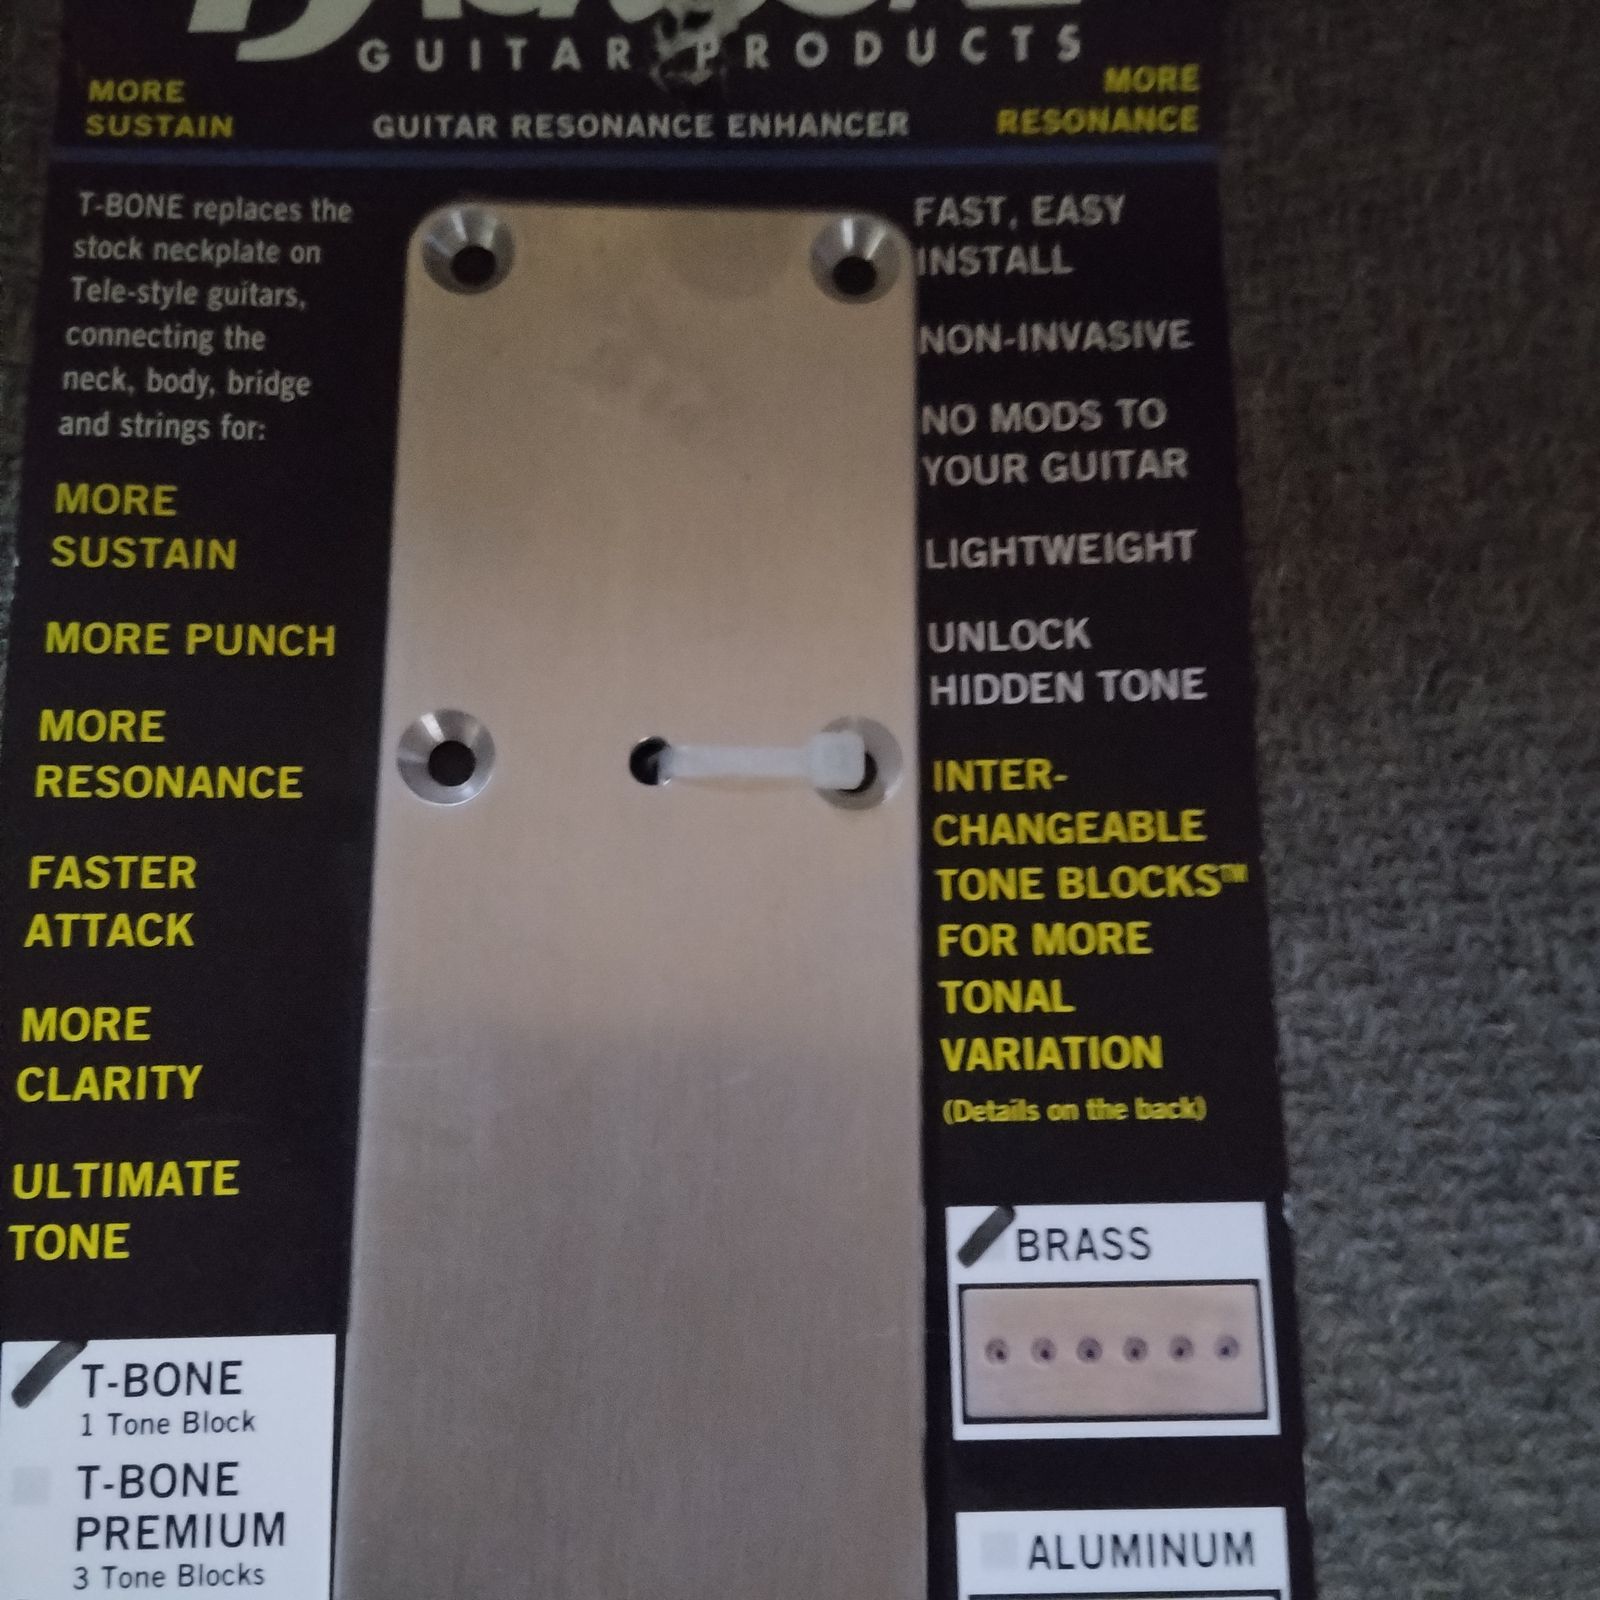 GUITAR PRODUCTS
MORE
SUSTAIN
GUITAR RESONANCE ENHANCER
MORE
RESONANCE
T-BONE replaces the
stock neckplate on
Tele-style guitars,
connecting the
neck, body, bridge
and strings for:
MORE
SUSTAIN
MORE PUNCH
MORE
RESONANCE
FASTER
ATTACK
MORE
CLARITY
ULTIMATE
TONE
T-BONE
1 Tone Block
T-BONE
PREMIUM
3 Tone Blocks
FAST, EASY
INSTALL
NON-INVASIVE
NO MODS TO
YOUR GUITAR
LIGHTWEIGHT
UNLOCK
HIDDEN TONE
INTER-
CHANGEABLE
TONE BLOCKS™
FOR MORE
TONAL
VARIATION
(Details on the back)
BRASS
ALUMINUM